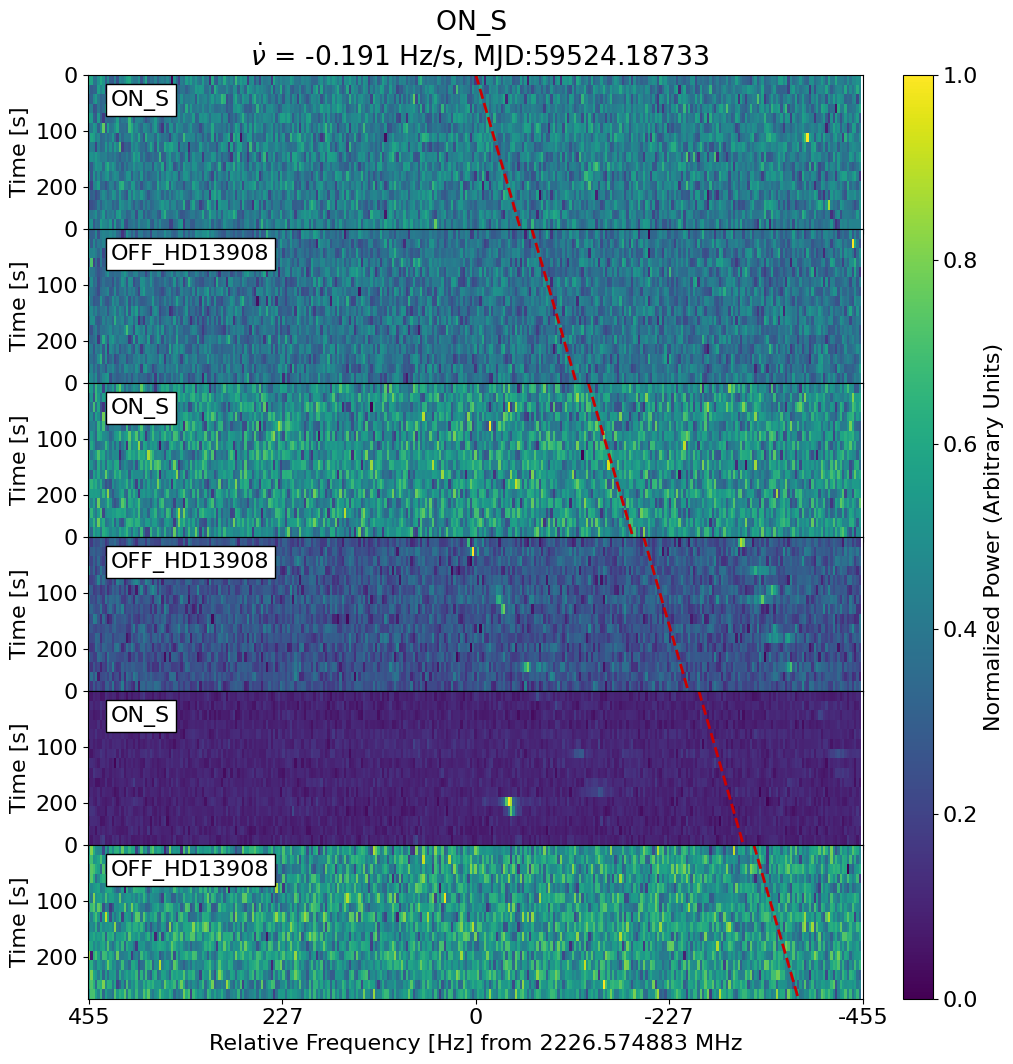 ON_S
ν̇ = -0.191 Hz/s, MJD:59524.18733
0
100
200
Time [s]
ON_S
0
100
200
Time [s]
OFF_HD13908
0
100
200
Time [s]
ON_S
0
100
200
Time [s]
OFF_HD13908
0
100
200
Time [s]
ON_S
0
100
200
Time [s]
OFF_HD13908
455
227
0
-227
-455
Relative Frequency [Hz] from 2226.574883 MHz
1.0
0.8
0.6
0.4
0.2
0.0
Normalized Power (Arbitrary Units)